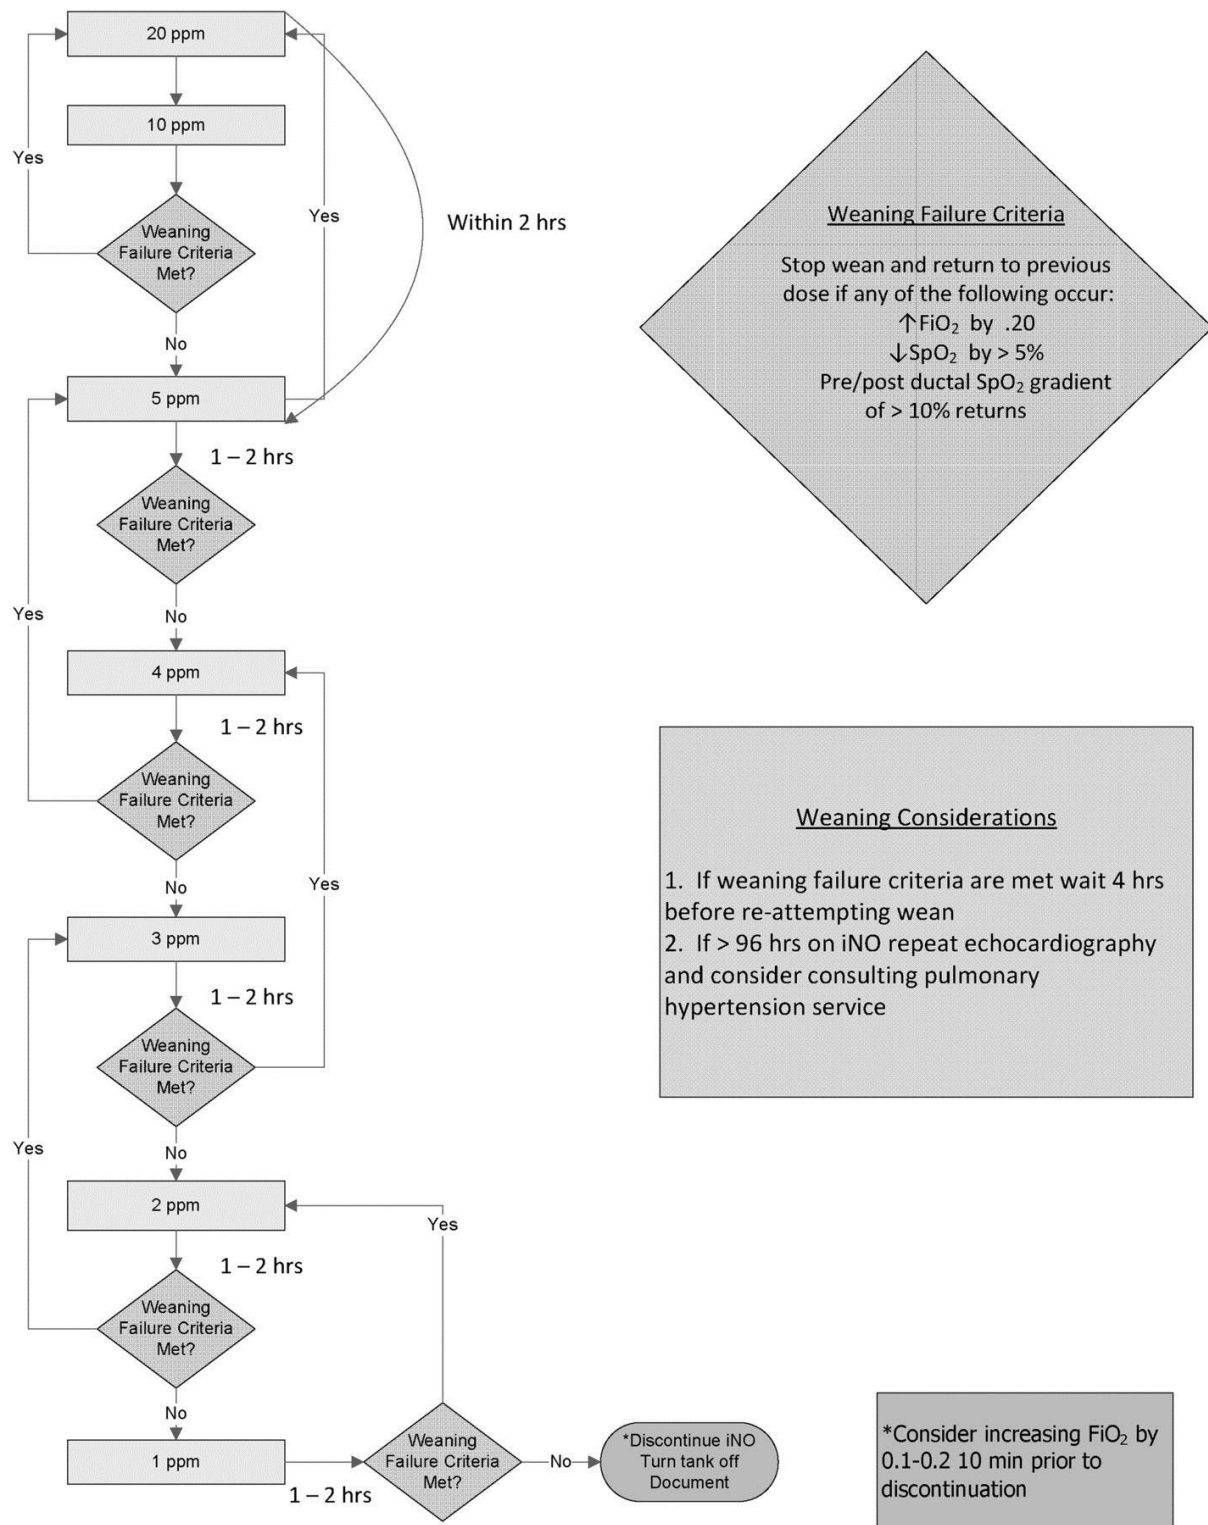 20 ppm
10 ppm
Yes
Weaning
Failure Criteria
Met?
Yes
Within 2 hrs
No
5 ppm
1 – 2 hrs
Weaning
Failure Criteria
Met?
Yes
No
4 ppm
1 – 2 hrs
Weaning
Failure Criteria
Met?
Yes
No
3 ppm
1 – 2 hrs
Weaning
Failure Criteria
Met?
Yes
No
2 ppm
Yes
1 – 2 hrs
Weaning
Failure Criteria
Met?
No
1 ppm
1 – 2 hrs
Weaning
Failure Criteria
Met?
No
*Discontinue iNO
Turn tank off
Document
Weaning Failure Criteria
Stop wean and return to previous
dose if any of the following occur:
↑FiO₂ by .20
↓SpO₂ by > 5%
Pre/post ductal SpO₂ gradient
of > 10% returns
Weaning Considerations
1. If weaning failure criteria are met wait 4 hrs
before re-attempting wean
2. If > 96 hrs on iNO repeat echocardiography
and consider consulting pulmonary
hypertension service
*Consider increasing FiO₂ by
0.1-0.2 10 min prior to
discontinuation